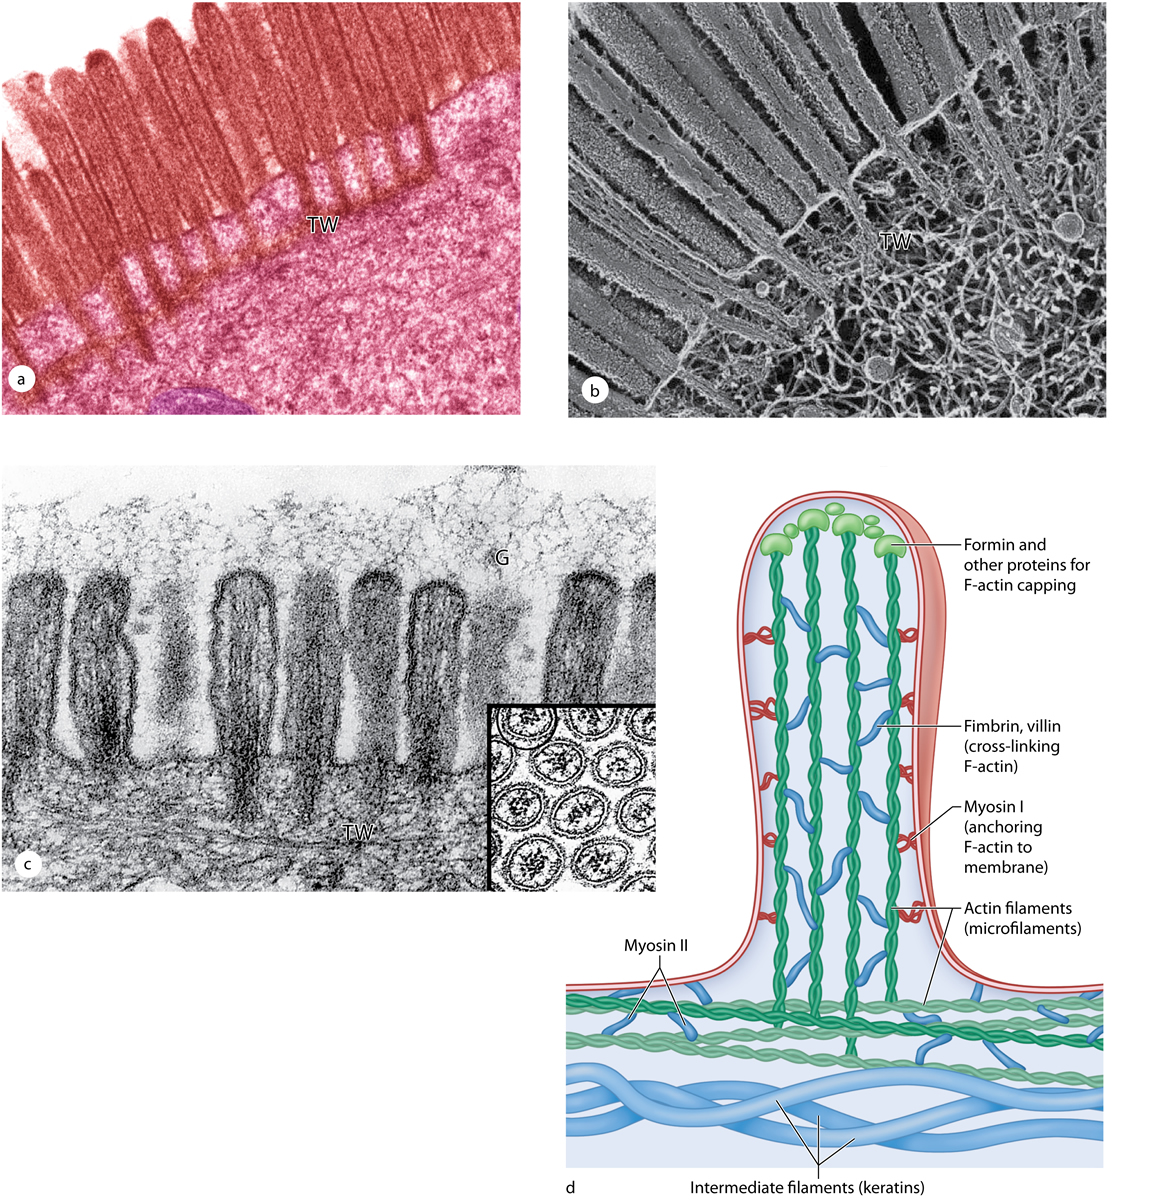 TW
a
TW
b
G
TW
c
Formin and
other proteins for
F-actin capping
Fimbrin, villin
(cross-linking
F-actin)
Myosin I
(anchoring
F-actin to
membrane)
Actin filaments
(microfilaments)
Myosin II
Intermediate filaments (keratins)
d